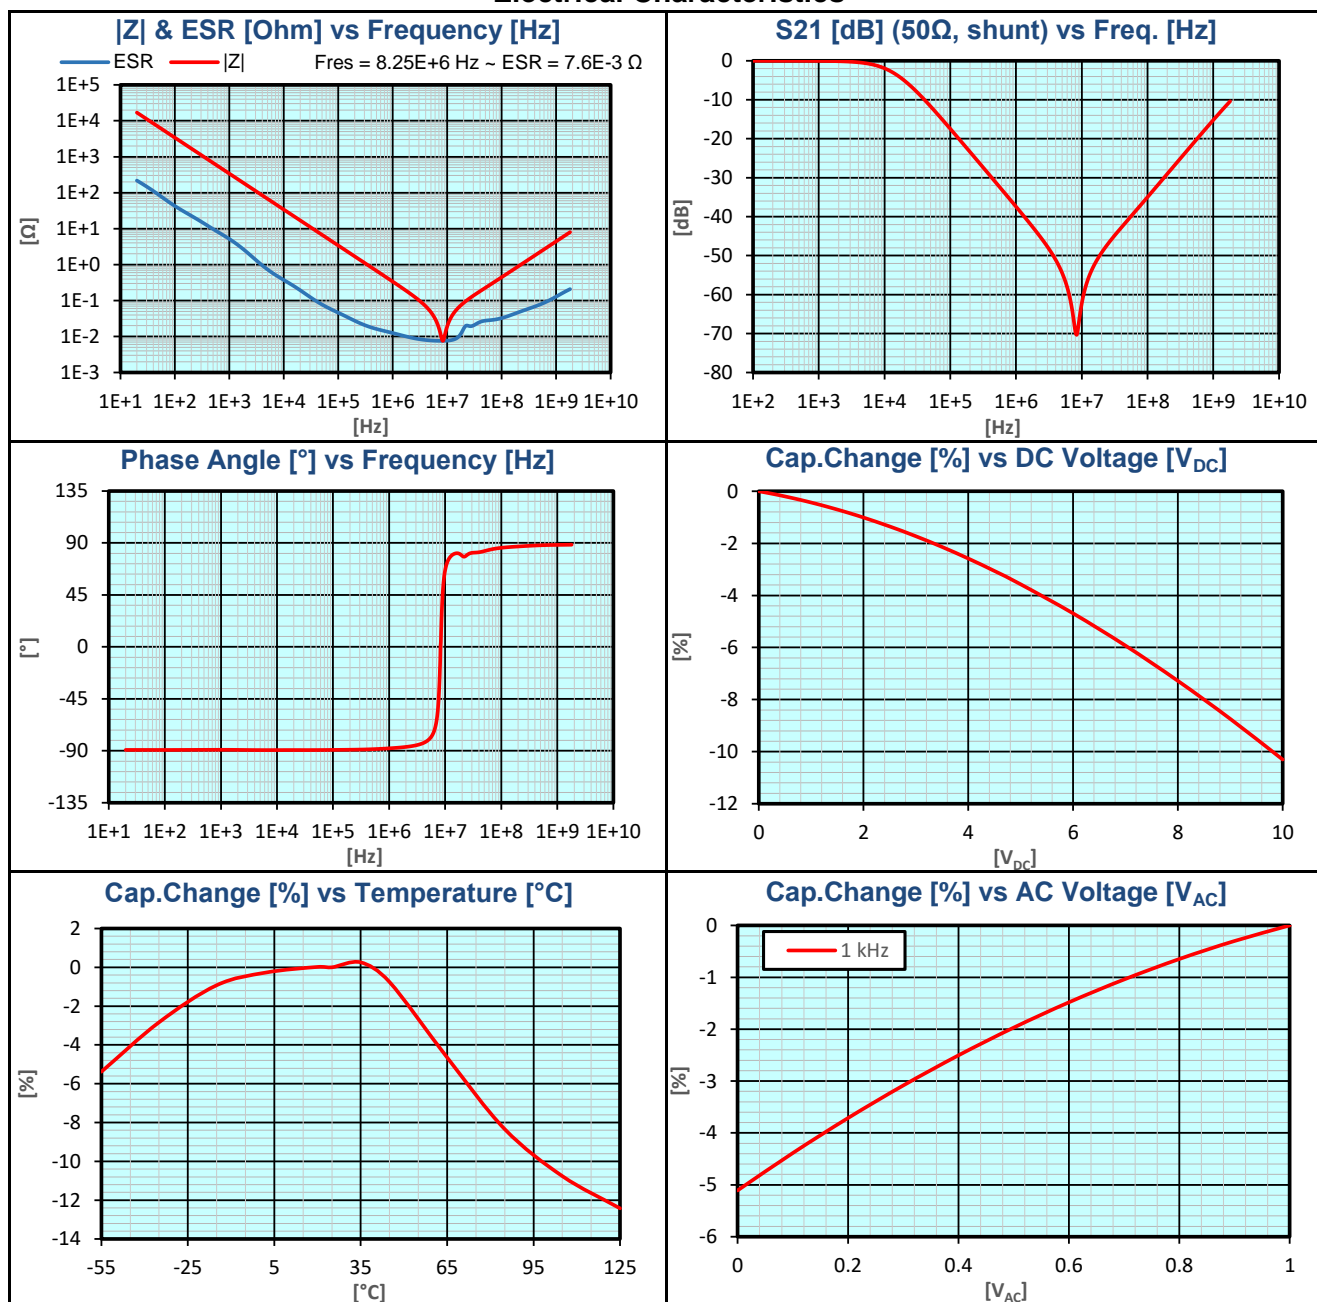 Electrical Characteristics
|Z| & ESR [Ohm] vs Frequency [Hz]
ESR |Z| Fres = 8.25E+6 Hz ~ ESR = 7.6E-3 Ω
1E+5
1E+4
1E+3
1E+2
1E+1
1E+0
1E-1
1E-2
1E-3
[Ω]
1E+1 1E+2 1E+3 1E+4 1E+5 1E+6 1E+7 1E+8 1E+9 1E+10
[Hz]
S21 [dB] (50Ω, shunt) vs Freq. [Hz]
0
-10
-20
-30
-40
-50
-60
-70
-80
[dB]
1E+2 1E+3 1E+4 1E+5 1E+6 1E+7 1E+8 1E+9 1E+10
[Hz]
Phase Angle [°] vs Frequency [Hz]
135
90
45
0
-45
-90
-135
[°]
1E+1 1E+2 1E+3 1E+4 1E+5 1E+6 1E+7 1E+8 1E+9 1E+10
[Hz]
Cap.Change [%] vs DC Voltage [VDC]
0
-2
-4
-6
-8
-10
-12
[%]
0 2 4 6 8 10
[VDC]
Cap.Change [%] vs Temperature [°C]
2
0
-2
-4
-6
-8
-10
-12
-14
[%]
-55 -25 5 35 65 95 125
[°C]
Cap.Change [%] vs AC Voltage [VAC]
1 kHz
0
-1
-2
-3
-4
-5
-6
[%]
0 0.2 0.4 0.6 0.8 1
[VAC]